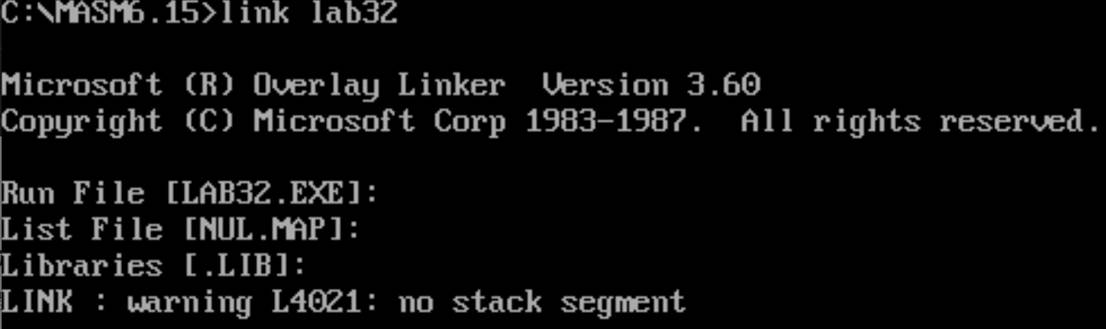 C:\MASM6.15>link lab32
Microsoft (R) Overlay Linker  Version 3.60
Copyright (C) Microsoft Corp 1983-1987.  All rights reserved.
Run File [LAB32.EXE]:
List File [NUL.MAP]:
Libraries [.LIB]:
LINK : warning L4021: no stack segment